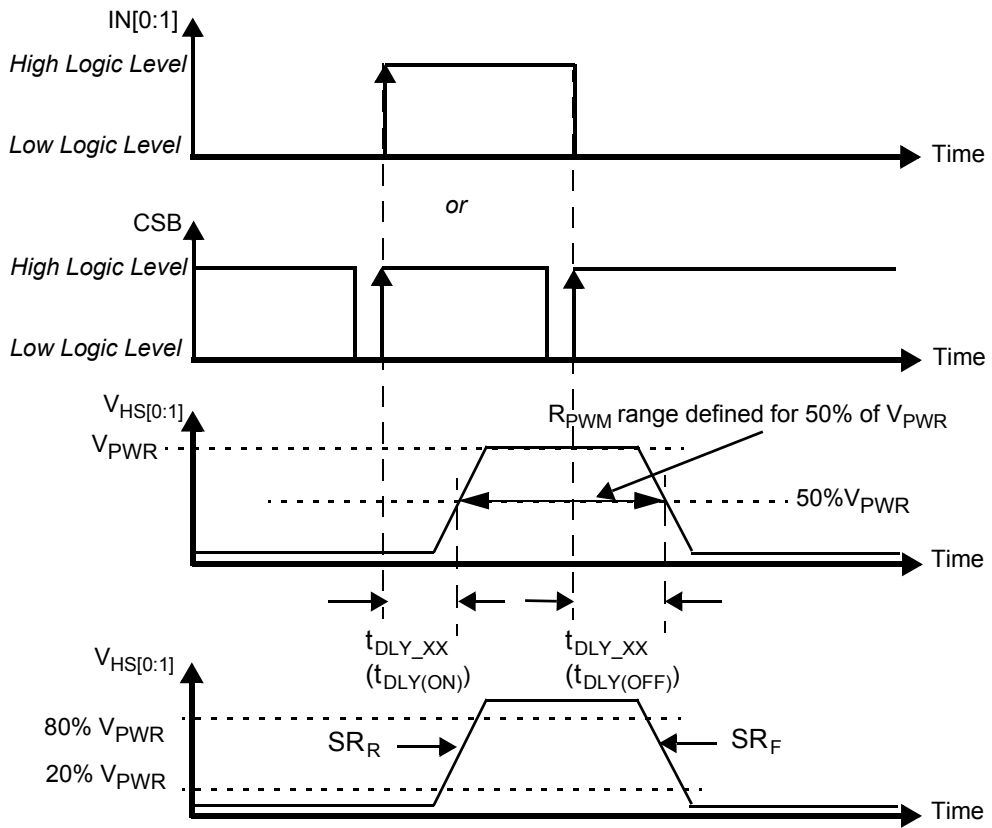 IN[0:1]
High Logic Level
Low Logic Level
Time
or
CSB
High Logic Level
Low Logic Level
Time
VHS[0:1]
RPWM range defined for 50% of VPWR
VPWR
50%VPWR
Time
tDLY_XX
(tDLY(ON))
tDLY_XX
(tDLY(OFF))
VHS[0:1]
80% VPWR
SRR
SRF
20% VPWR
Time